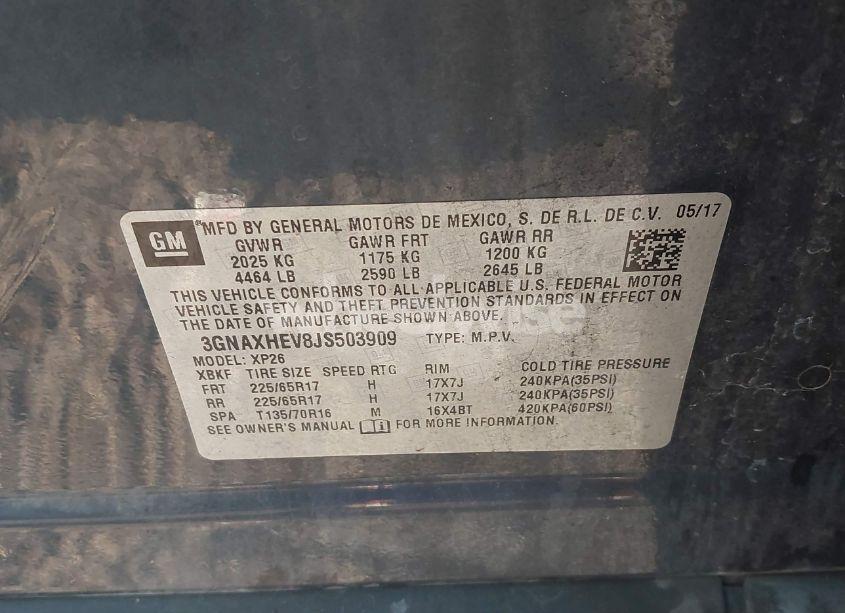 GM
MFD BY GENERAL MOTORS DE MEXICO, S. DE R.L. DE C.V. 05/17
GVWR GAWR FRT GAWR RR
2025 KG 1175 KG 1200 KG
4464 LB 2590 LB 2645 LB
THIS VEHICLE CONFORMS TO ALL APPLICABLE U.S. FEDERAL MOTOR
VEHICLE SAFETY AND THEFT PREVENTION STANDARDS IN EFFECT ON
THE DATE OF MANUFACTURE SHOWN ABOVE.
3GNAXHEV8JS503909 TYPE: M.P.V.
MODEL: XP26
XBKF TIRE SIZE SPEED RTG RIM COLD TIRE PRESSURE
FRT 225/65R17 H 17X7J 240KPA(35PSI)
RR 225/65R17 H 17X7J 240KPA(35PSI)
SPA T135/70R16 M 16X4BT 420KPA(60PSI)
SEE OWNER'S MANUAL FOR MORE INFORMATION.